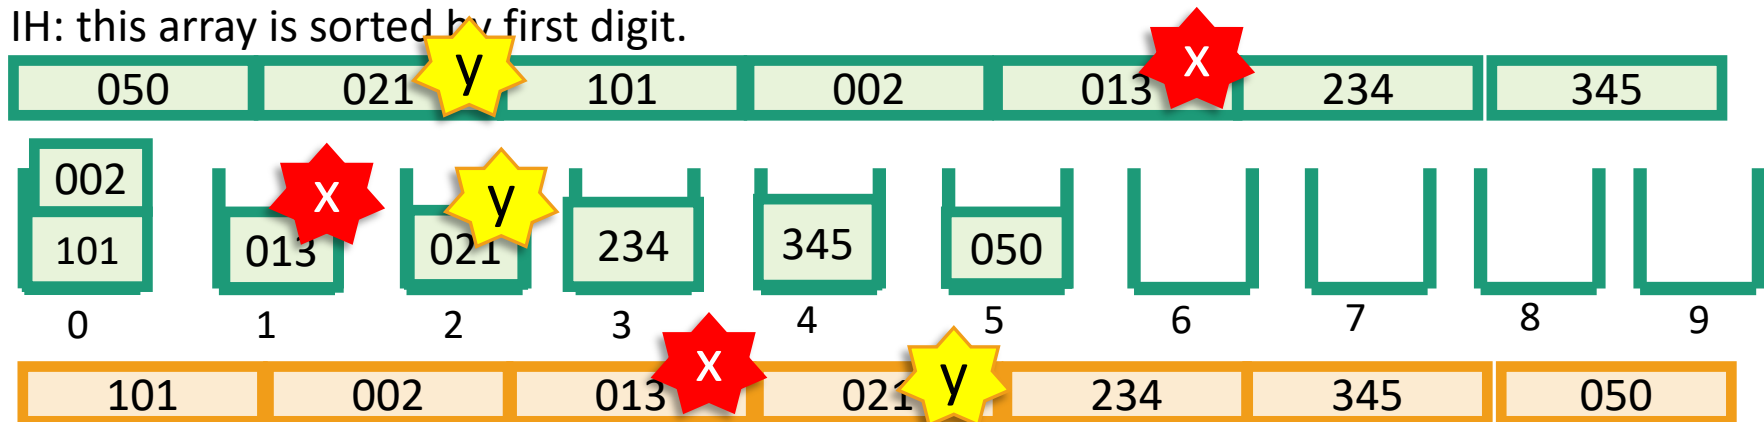 IH: this array is sorted by first digit.
050 021 y 101 002 013 x 234 345
002
101 013 x 021 y 234 345 050
0 1 2 3 4 5 6 7 8 9
101 002 013 x 021 y 234 345 050